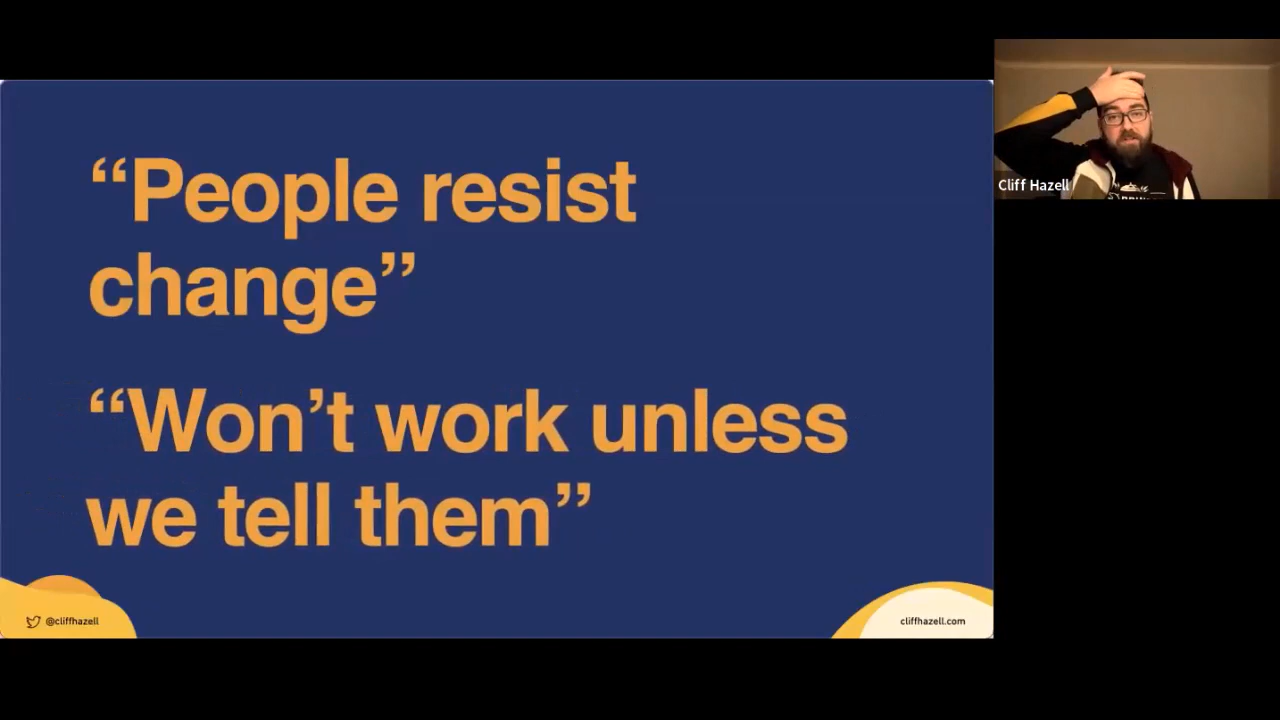 “People resist
change”
“Won’t work unless
we tell them”
@cliffhazell
cliffhazell.com
Cliff Hazell